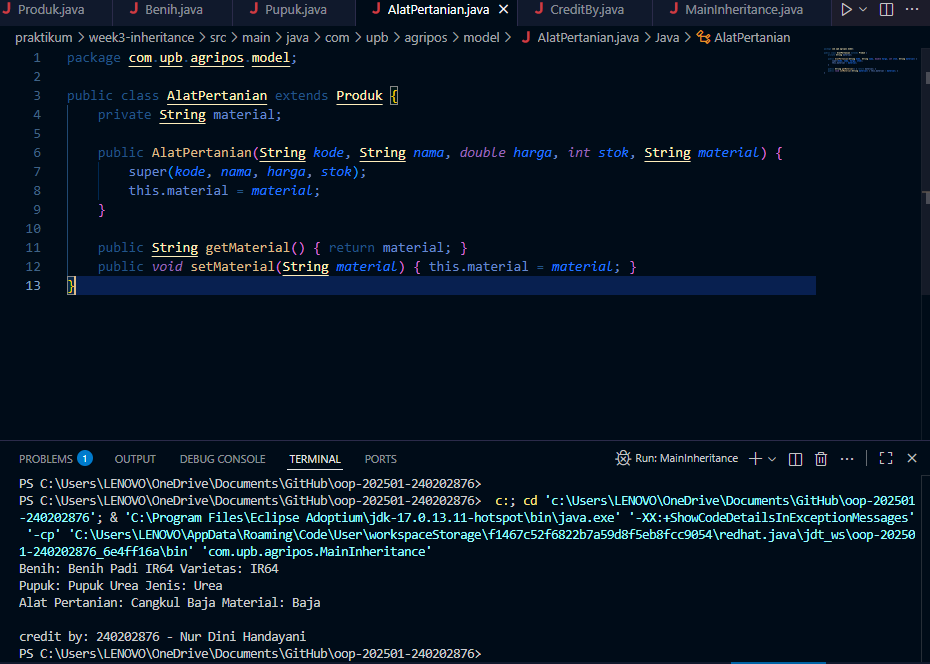 Produk.java Benih.java Pupuk.java AlatPertanian.java CreditBy.java MainInheritance.java
praktikum > week3-inheritance > src > main > java > com > upb > agripos > model > AlatPertanian.java > Java > AlatPertanian
1 package com.upb.agripos.model;
2
3 public class AlatPertanian extends Produk {
4 private String material;
5
6 public AlatPertanian(String kode, String nama, double harga, int stok, String material) {
7 super(kode, nama, harga, stok);
8 this.material = material;
9 }
10
11 public String getMaterial() { return material; }
12 public void setMaterial(String material) { this.material = material; }
13 }
PROBLEMS 1 OUTPUT DEBUG CONSOLE TERMINAL PORTS Run: MainInheritance
PS C:\Users\LENOVO\OneDrive\Documents\GitHub\oop-202501-240202876>
PS C:\Users\LENOVO\OneDrive\Documents\GitHub\oop-202501-240202876> c:; cd 'c:\Users\LENOVO\OneDrive\Documents\GitHub\oop-202501
-240202876'; & 'C:\Program Files\Eclipse Adoptium\jdk-17.0.13.11-hotspot\bin\java.exe' '-XX:+ShowCodeDetailsInExceptionMessages'
'-cp' 'C:\Users\LENOVO\AppData\Roaming\Code\User\workspaceStorage\f1467c52f6822b7a59d8f5eb8fcc9054\redhat.java\jdt_ws\oop-20250
1-240202876_6e4ff16a\bin' 'com.upb.agripos.MainInheritance'
Benih: Benih Padi IR64 Varietas: IR64
Pupuk: Pupuk Urea Jenis: Urea
Alat Pertanian: Cangkul Baja Material: Baja
credit by: 240202876 - Nur Dini Handayani
PS C:\Users\LENOVO\OneDrive\Documents\GitHub\oop-202501-240202876>